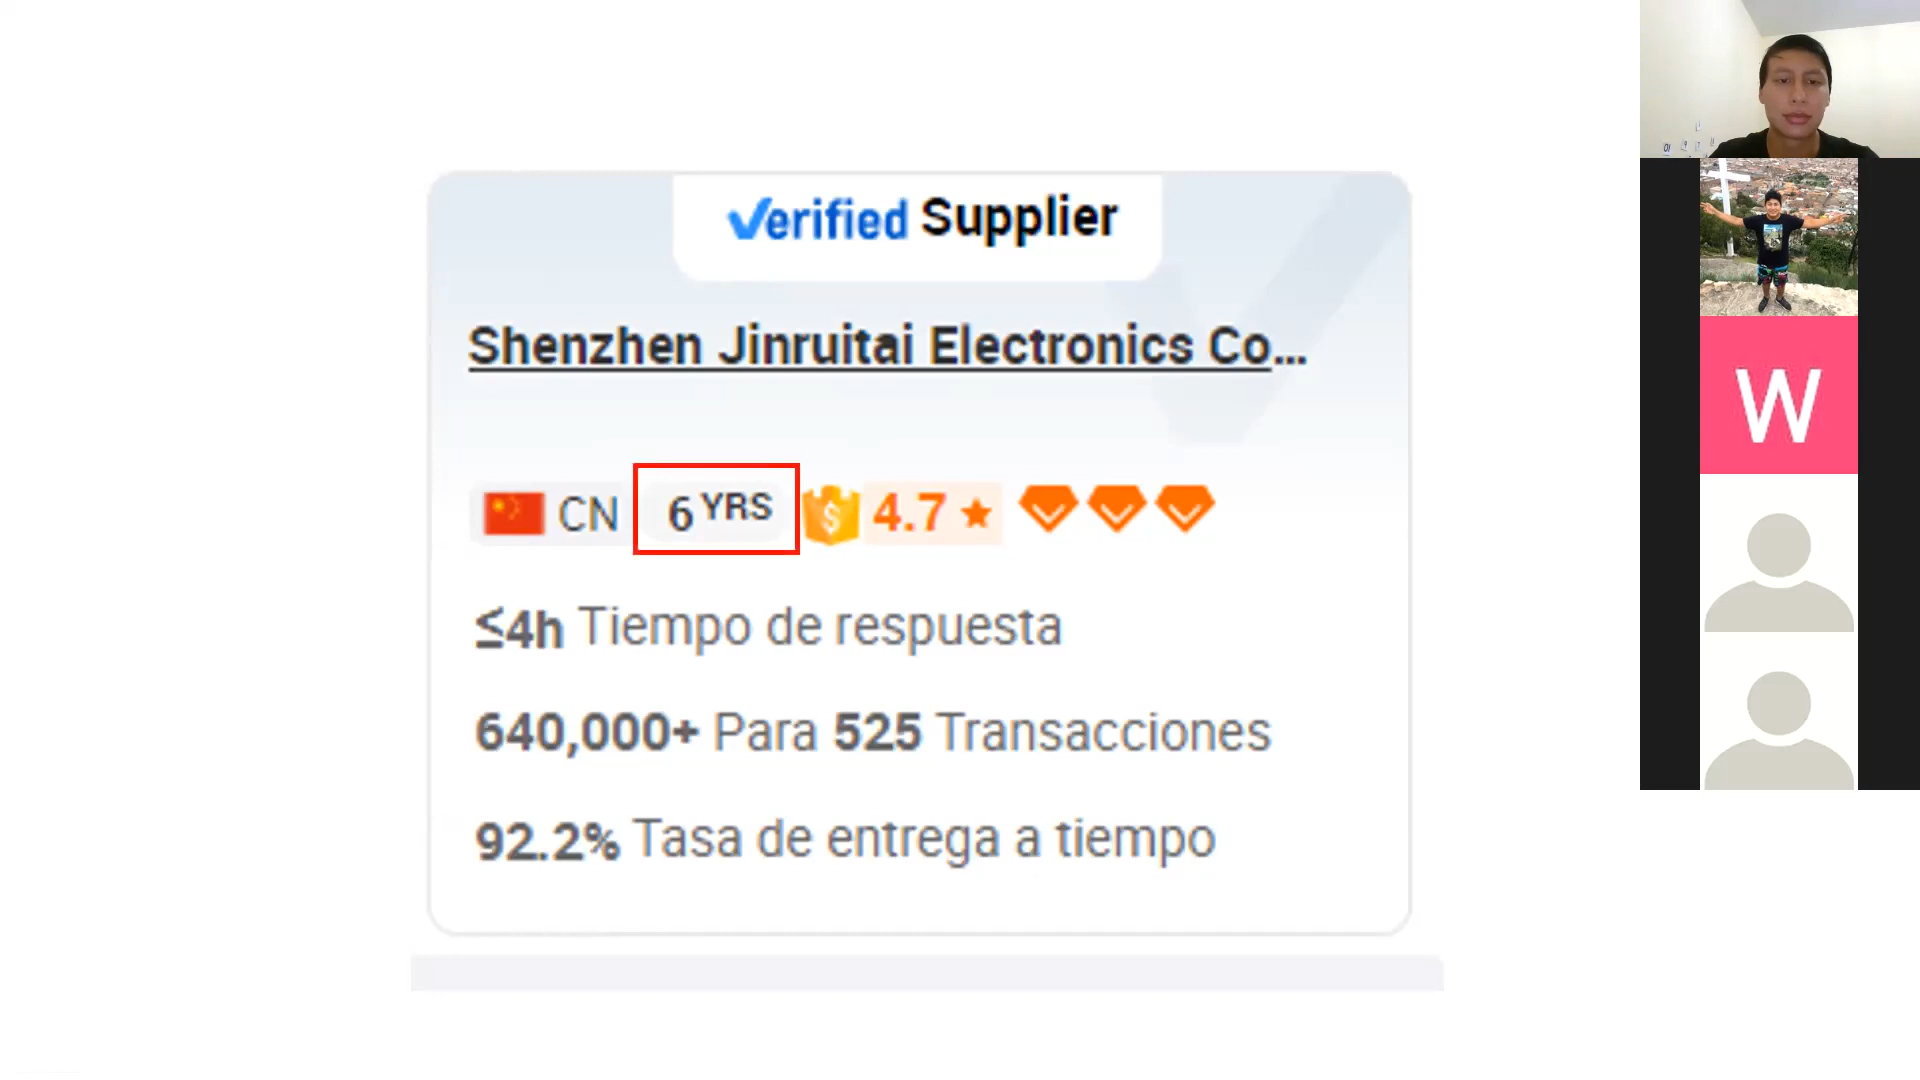 Verified Supplier
Shenzhen Jinruitai Electronics Co...
CN 6 YRS $ 4.7
≤4h Tiempo de respuesta
640,000+ Para 525 Transacciones
92.2% Tasa de entrega a tiempo
W